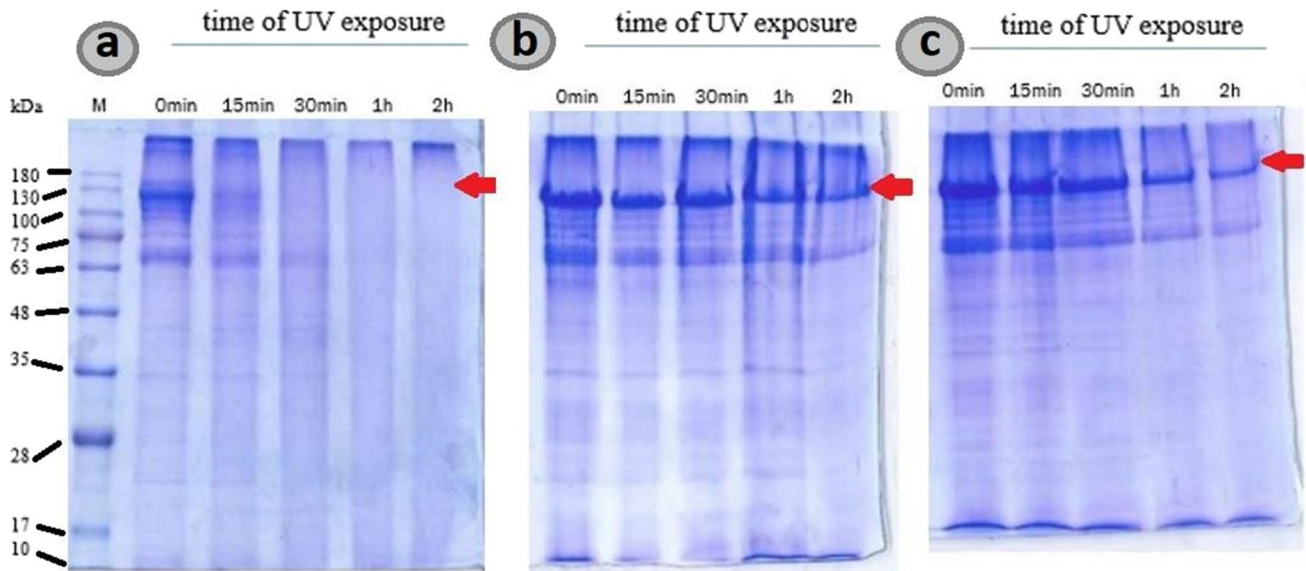 a
time of UV exposure
kDa M 0min 15min 30min 1h 2h
180
130
100
75
63
48
35
28
17
10
b
time of UV exposure
0min 15min 30min 1h 2h
c
time of UV exposure
0min 15min 30min 1h 2h